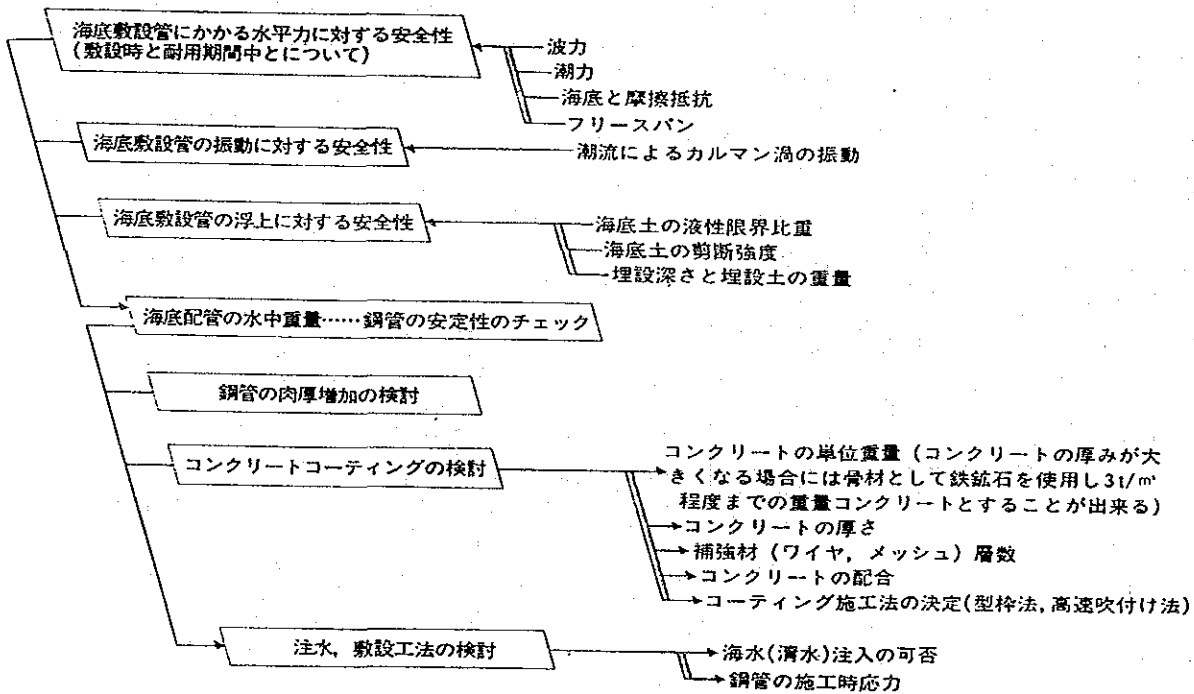 海底敷設管にかかる水平力に対する安全性
(敷設時と耐用期間中とについて)
波力
潮力
海底と摩擦抵抗
フリースパン
海底敷設管の振動に対する安全性
潮流によるカルマン渦の振動
海底敷設管の浮上に対する安全性
海底土の液性限界比重
海底土の剪断強度
埋設深さと埋設土の重量
海底配管の水中重量……鋼管の安定性のチェック
鋼管の肉厚増加の検討
コンクリートコーティングの検討
コンクリートの単位重量(コンクリートの厚みが大
きくなる場合には骨材として鉄鉱石を使用し3t/㎥
程度までの重量コンクリートとすることが出来る)
コンクリートの厚さ
補強材(ワイヤ,メッシュ)層数
コンクリートの配合
コーティング施工法の決定(型枠法,高速吹付け法)
注水,敷設工法の検討
海水(清水)注入の可否
鋼管の施工時応力